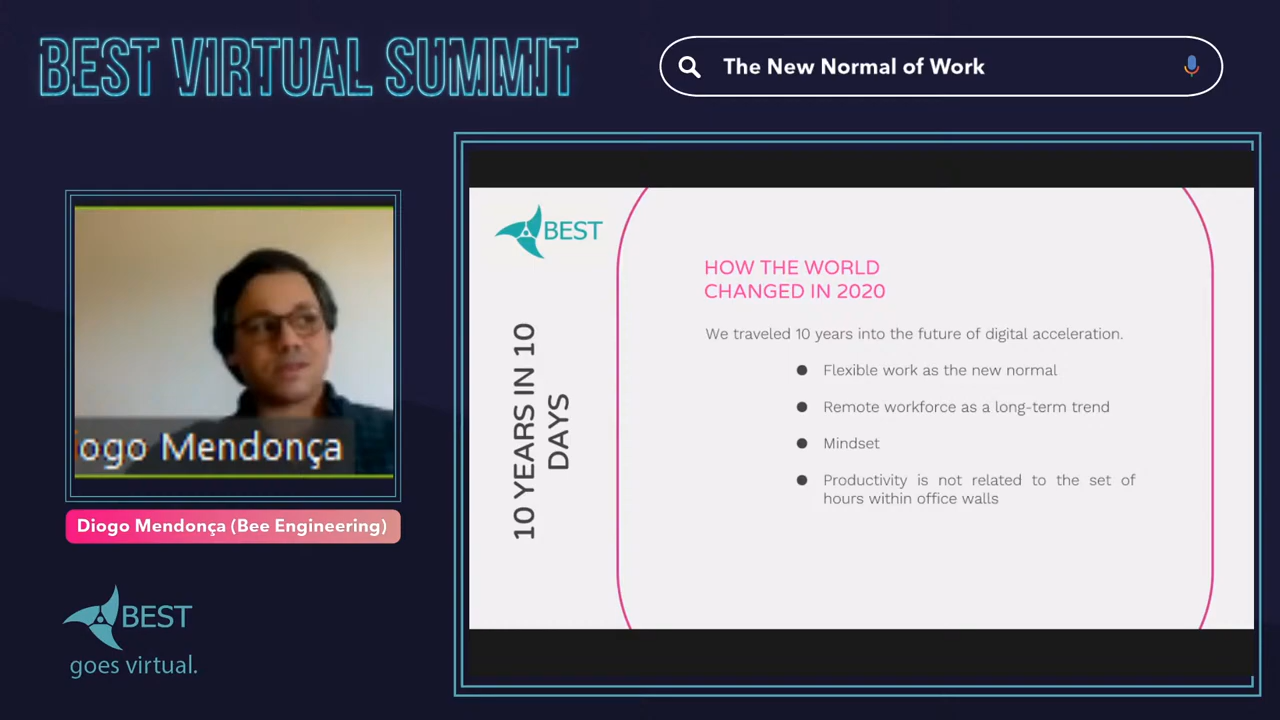 BEST VIRTUAL SUMMIT
The New Normal of Work
BEST
10 YEARS IN 10
DAYS
HOW THE WORLD
CHANGED IN 2020
We traveled 10 years into the future of digital acceleration.
● Flexible work as the new normal
● Remote workforce as a long-term trend
● Mindset
● Productivity is not related to the set of
hours within office walls
iogo Mendonça
Diogo Mendonça (Bee Engineering)
BEST
goes virtual.